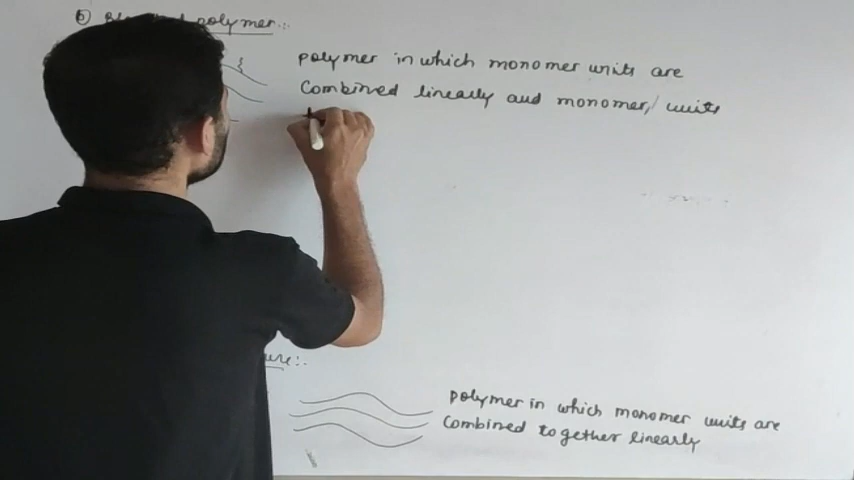 polymer :-
polymer in which monomer units are
Combined linearly and monomer units
ure:-
polymer in which monomer units are
Combined together linearly